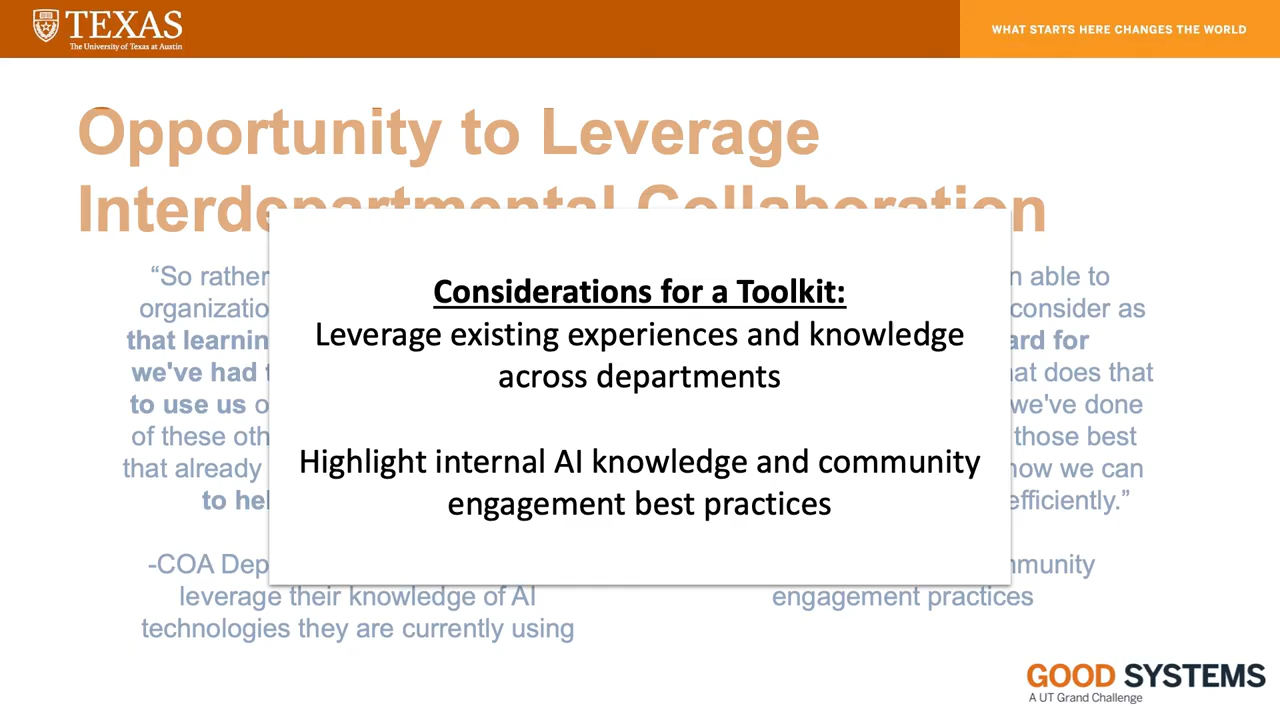 TEXAS
The University of Texas at Austin
WHAT STARTS HERE CHANGES THE WORLD
Opportunity to Leverage
Interdepartmental Collaboration
“So rather
organizatio
that learnin
we've had t
to use us o
of these oth
that already
to hel
-COA Dep
leverage their knowledge of AI
technologies they are currently using
Considerations for a Toolkit:
Leverage existing experiences and knowledge
across departments
Highlight internal AI knowledge and community
engagement best practices
able to
consider as
for
does that
we've done
those best
how we can
efficiently.”
engagement practices
GOOD SYSTEMS
A UT Grand Challenge